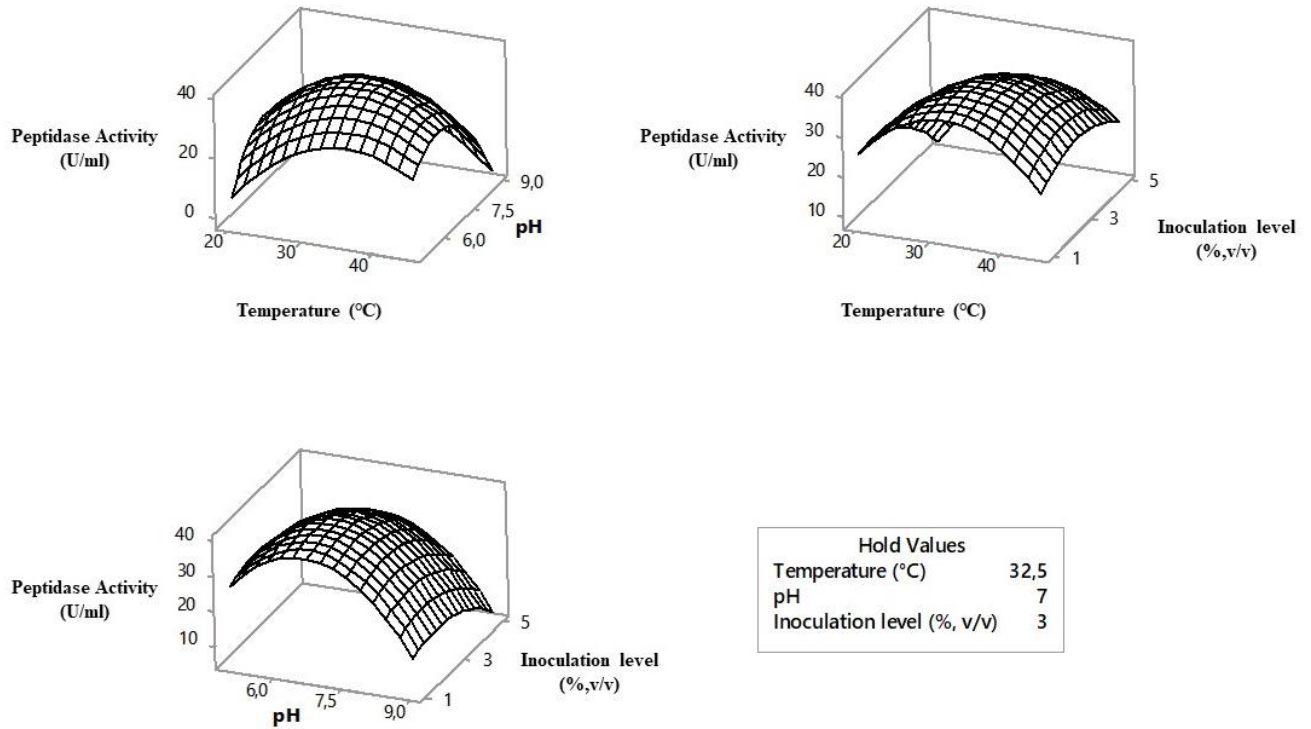 40
20
0
Peptidase Activity
(U/ml)
20
30
40
9,0
7,5
6,0
pH
Temperature (°C)
40
30
20
10
Peptidase Activity
(U/ml)
20
30
40
5
3
1
Inoculation level
(%,v/v)
Temperature (°C)
40
30
20
10
Peptidase Activity
(U/ml)
6,0
7,5
9,0
pH
5
3
1
Inoculation level
(%,v/v)
Hold Values
Temperature (°C) 32,5
pH 7
Inoculation level (%, v/v) 3